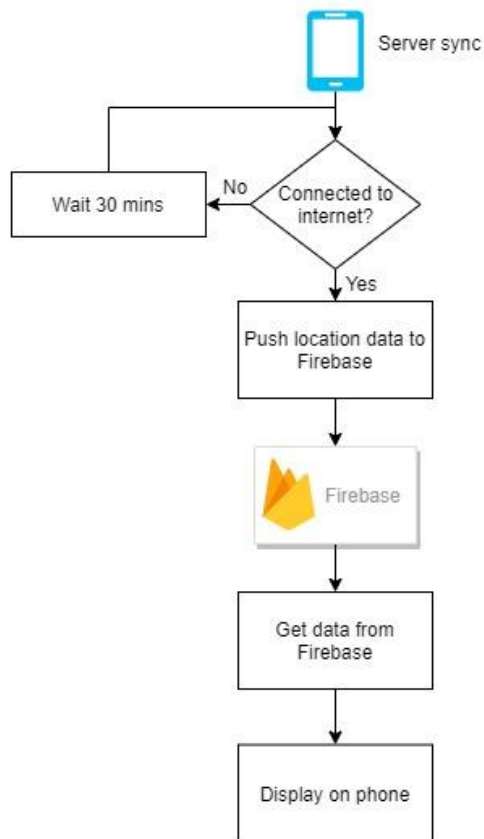 Server sync
Connected to
internet?
No
Wait 30 mins
Yes
Push location data to
Firebase
Firebase
Get data from
Firebase
Display on phone